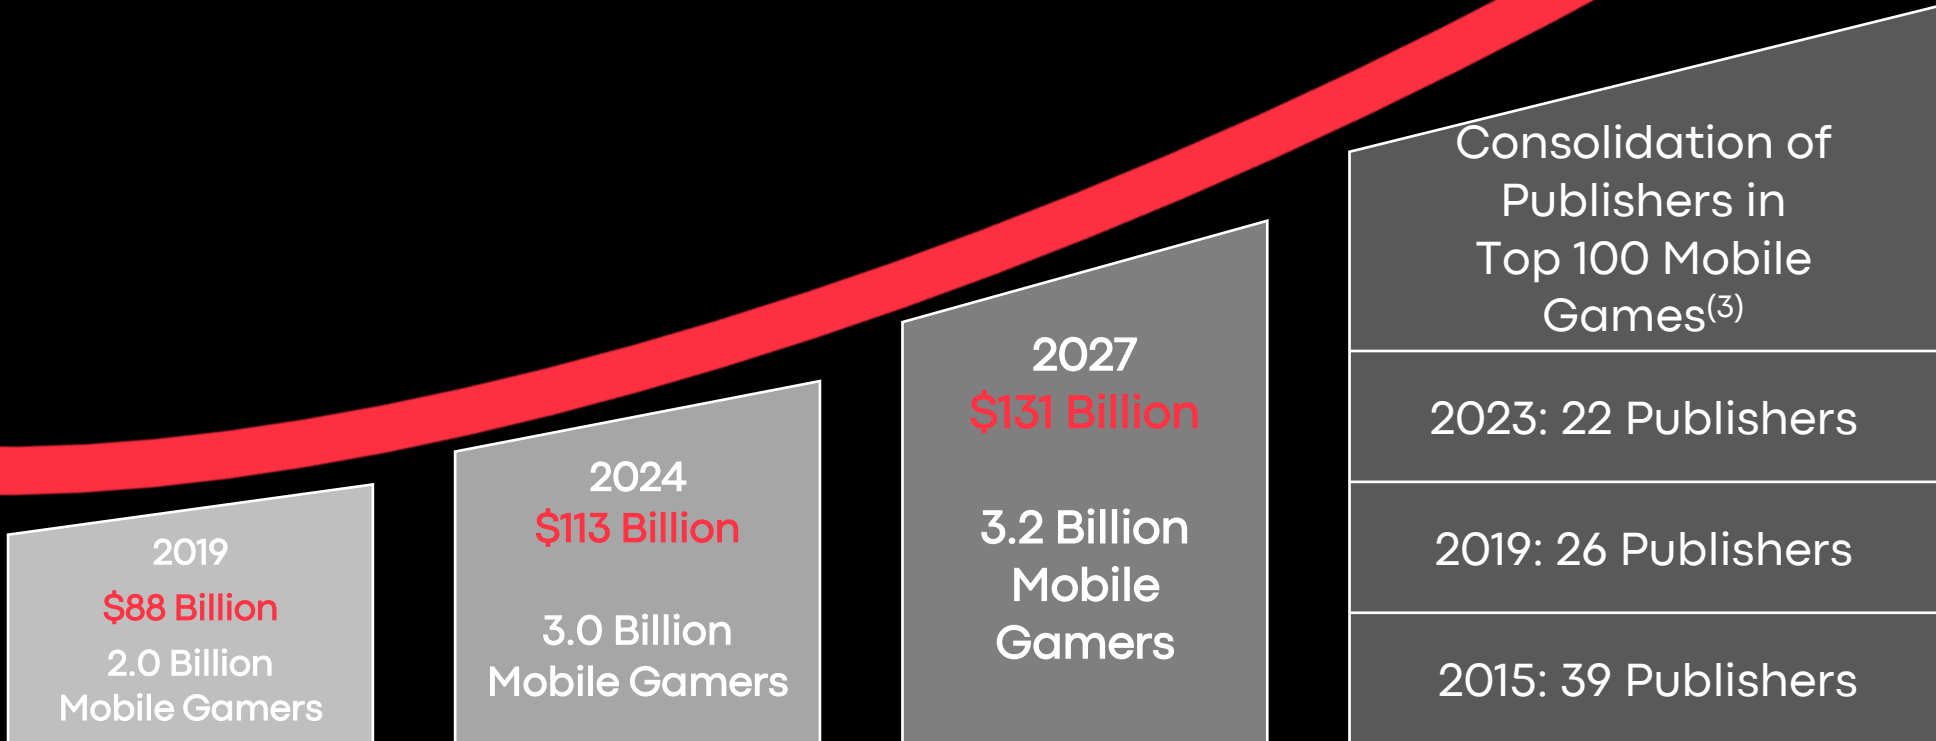 2019
$88 Billion
2.0 Billion
Mobile Gamers
2024
$113 Billion
3.0 Billion
Mobile Gamers
2027
$131 Billion
3.2 Billion
Mobile
Gamers
Consolidation of
Publishers in
Top 100 Mobile
Games(3)
2023: 22 Publishers
2019: 26 Publishers
2015: 39 Publishers